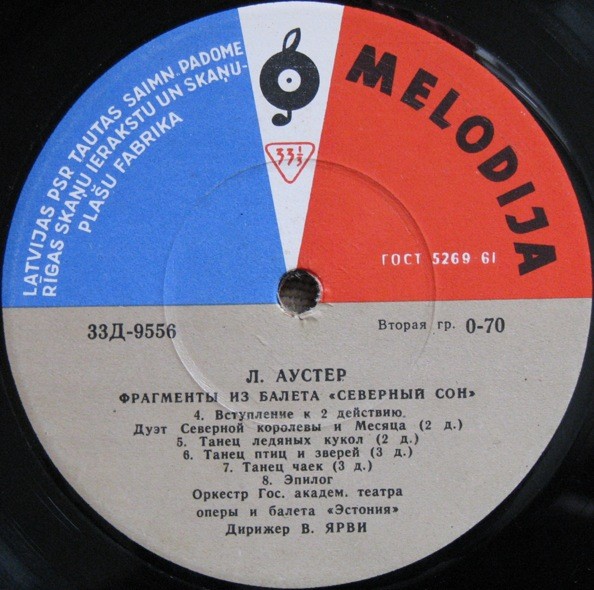 LATVIJAS PSR TAUTAS SAIMN. PADOME
RĪGAS SKAŅU IERAKSTU UN SKAŅU-
PLAŠU FABRIKA
33⅓
MELODIJA
ГОСТ 5269-61
33Д-9556
Вторая гр. 0-70
Л. АУСТЕР
ФРАГМЕНТЫ ИЗ БАЛЕТА «СЕВЕРНЫЙ СОН»
4. Вступление к 2 действию.
Дуэт Северной королевы и Месяца (2 д.)
5. Танец ледяных кукол (2 д.)
6. Танец птиц и зверей (3 д.)
7. Танец чаек (3 д.)
8. Эпилог
Оркестр Гос. академ. театра
оперы и балета «Эстония»
Дирижер В. ЯРВИ